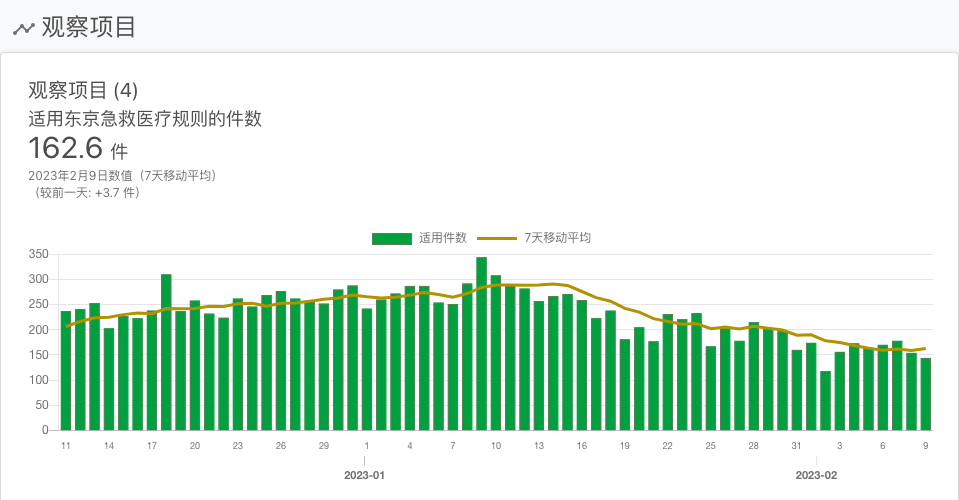 观察项目
观察项目 (4)
适用东京急救医疗规则的件数
162.6 件
2023年2月9日数值（7天移动平均）
（较前一天: +3.7 件）
适用件数 7天移动平均
350
300
250
200
150
100
50
0
11 14 17 20 23 26 29 1 4 7 10 13 16 19 22 25 28 31 3 6 9
2023-01 2023-02